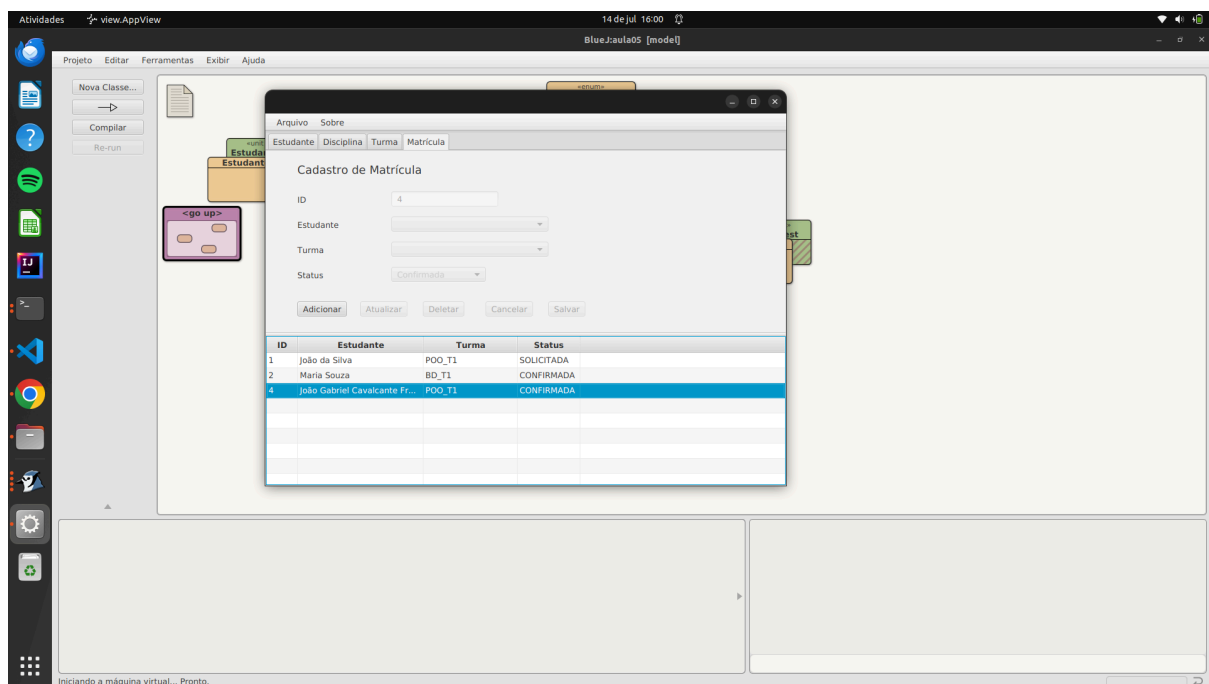 Atividades view.AppView 14 de jul 16:00
BlueJ:aula05 [model]
Projeto Editar Ferramentas Exibir Ajuda
Nova Classe...
Compilar
Re-run
«enum»
Arquivo Sobre
Estudante Disciplina Turma Matrícula
«unit
Estudan
Estudant
<go up>
est
Cadastro de Matrícula
ID 4
Estudante
Turma
Status Confirmada
Adicionar Atualizar Deletar Cancelar Salvar
ID Estudante Turma Status
1 João da Silva POO_T1 SOLICITADA
2 Maria Souza BD_T1 CONFIRMADA
4 João Gabriel Cavalcante Fr... POO_T1 CONFIRMADA
Iniciando a máquina virtual... Pronto.